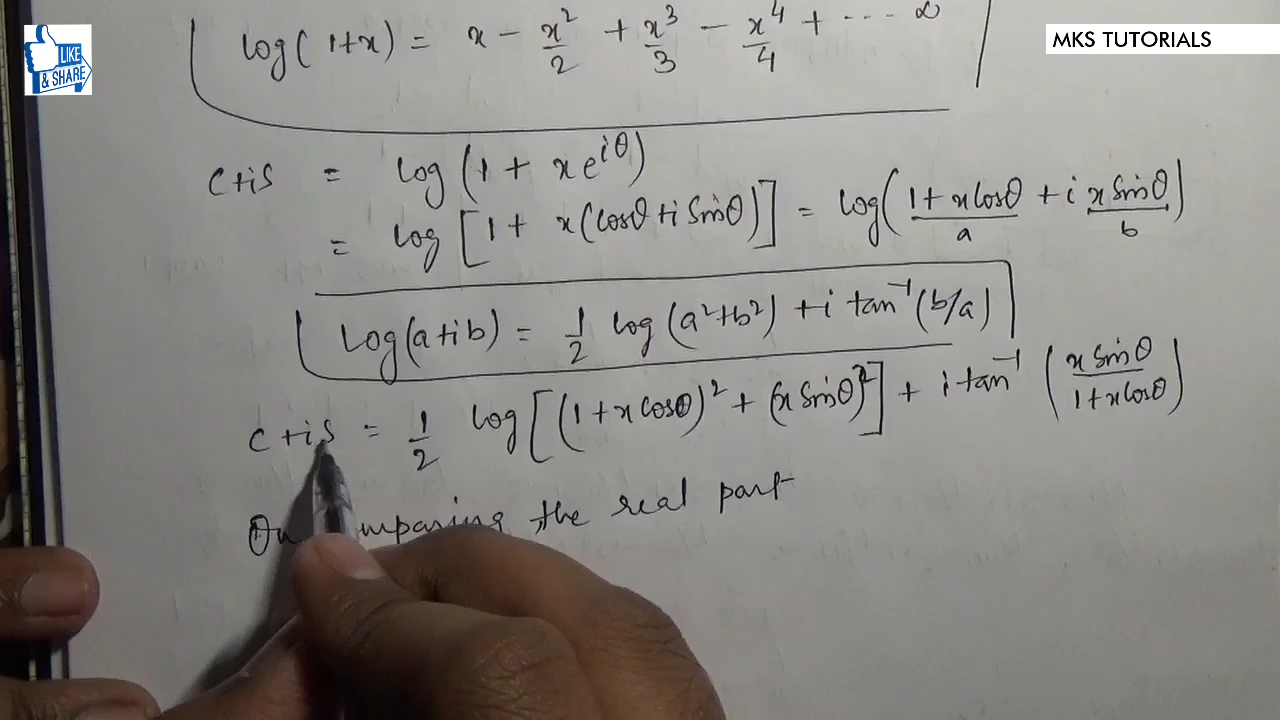 LIKE
& SHARE
MKS TUTORIALS
log(1+x) = x - x²/2 + x³/3 - x⁴/4 + --- ∞
C+iS = log(1 + xe^{iθ})
= log[1 + x(Cosθ+i Sinθ)] = log(1+xCosθ + i xSinθ)
a b
log(a+ib) = 1/2 log(a²+b²) + i tan⁻¹(b/a)
C+iS = 1/2 log[(1+xCosθ)² + (xSinθ)²] + i tan⁻¹(xSinθ/1+xCosθ)
the real part